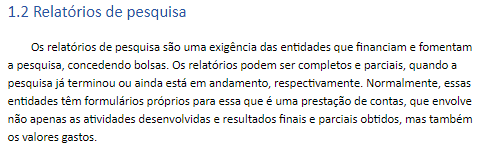 1.2 Relatórios de pesquisa
Os relatórios de pesquisa são uma exigência das entidades que financiam e fomentam
a pesquisa, concedendo bolsas. Os relatórios podem ser completos e parciais, quando a
pesquisa já terminou ou ainda está em andamento, respectivamente. Normalmente, essas
entidades têm formulários próprios para essa que é uma prestação de contas, que envolve
não apenas as atividades desenvolvidas e resultados finais e parciais obtidos, mas também
os valores gastos.